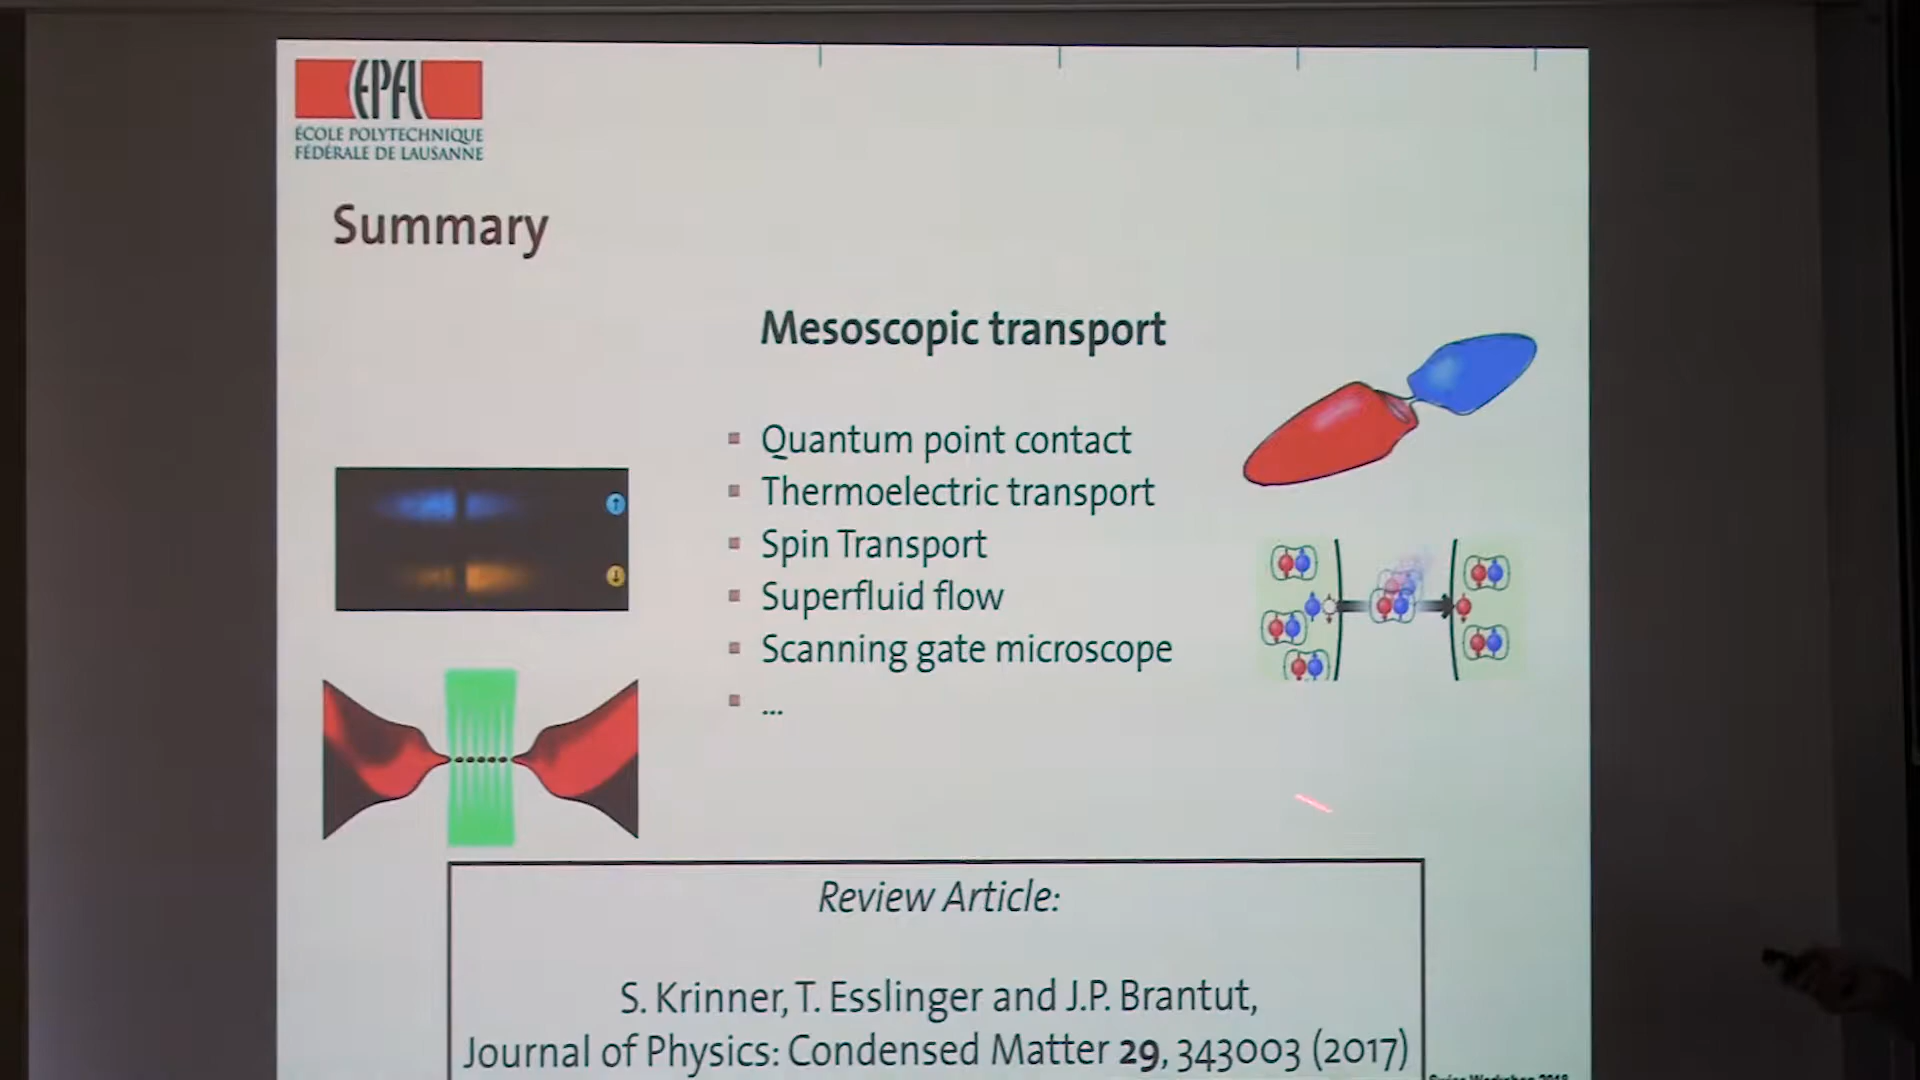 EPFL
ÉCOLE POLYTECHNIQUE
FÉDÉRALE DE LAUSANNE
Summary
Mesoscopic transport
Quantum point contact
Thermoelectric transport
Spin Transport
Superfluid flow
Scanning gate microscope
...
Review Article:
S. Krinner, T. Esslinger and J.P. Brantut,
Journal of Physics: Condensed Matter 29, 343003 (2017)